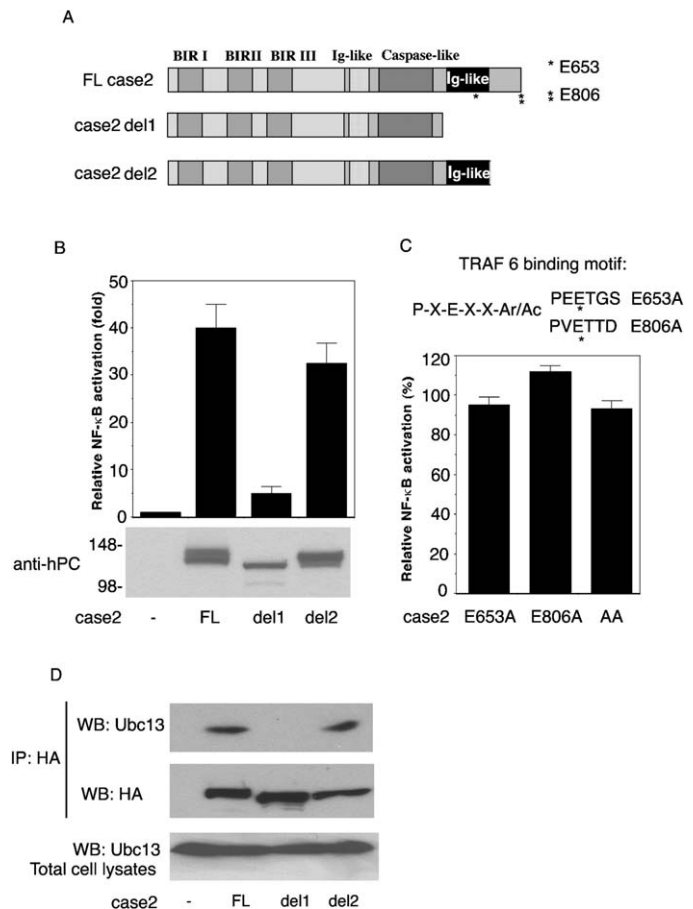 A
BIR I BIRII BIR III Ig-like Caspase-like
FL case2 Ig-like * E653
* ** ** E806
case2 del1
case2 del2 Ig-like
B
Relative NF-κB activation (fold)
50
40
30
20
10
0
anti-hPC
148-
98-
case2 - FL del1 del2
C
TRAF 6 binding motif:
P-X-E-X-X-Ar/Ac
PEETGS E653A
*
PVETTD E806A
*
Relative NF-κB activation (%)
120
100
80
60
40
20
0
case2 E653A E806A AA
D
IP: HA
WB: Ubc13
WB: HA
WB: Ubc13
Total cell lysates
case2 - FL del1 del2